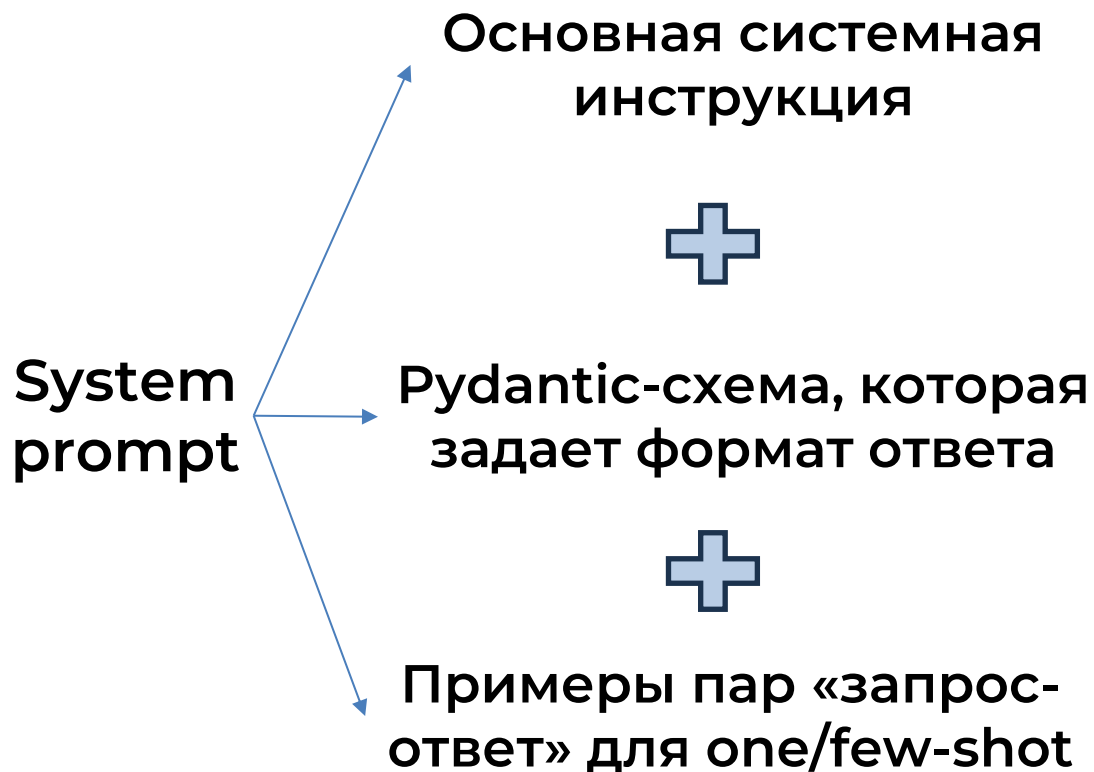 Основная системная
инструкция
System
prompt
Pydantic-схема, которая
задает формат ответа
Примеры пар «запрос-
ответ» для one/few-shot